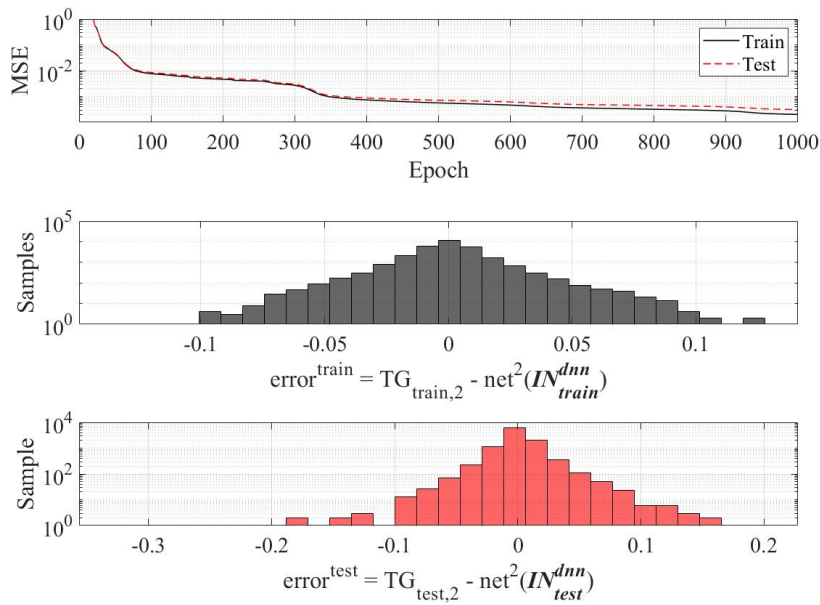 10^0
10^-2
MSE
Train
Test
0 100 200 300 400 500 600 700 800 900 1000
Epoch
10^5
10^0
Samples
-0.1 -0.05 0 0.05 0.1
error^train = TG_train,2 - net^2(IN^dnn_train)
10^4
10^2
10^0
Sample
-0.3 -0.2 -0.1 0 0.1 0.2
error^test = TG_test,2 - net^2(IN^dnn_test)